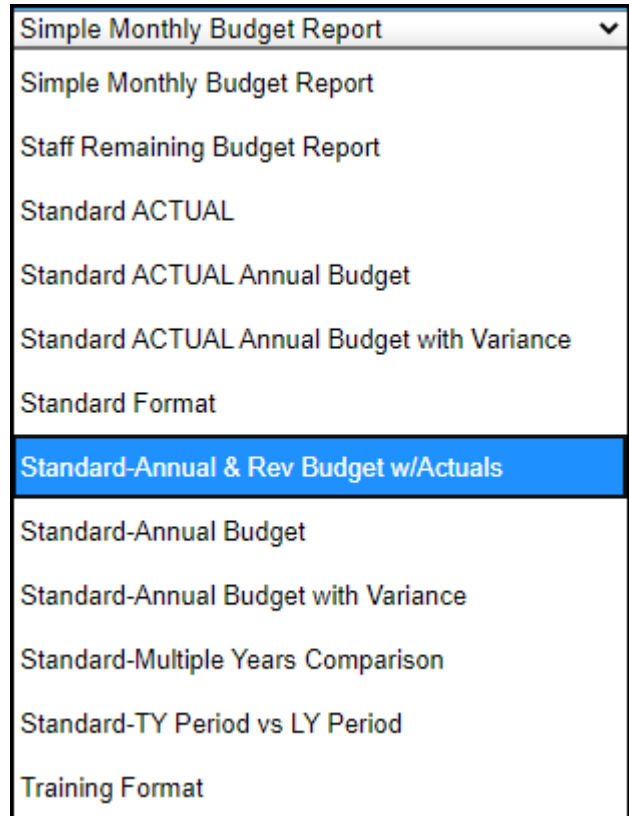 Simple Monthly Budget Report
Simple Monthly Budget Report
Staff Remaining Budget Report
Standard ACTUAL
Standard ACTUAL Annual Budget
Standard ACTUAL Annual Budget with Variance
Standard Format
Standard-Annual & Rev Budget w/Actuals
Standard-Annual Budget
Standard-Annual Budget with Variance
Standard-Multiple Years Comparison
Standard-TY Period vs LY Period
Training Format